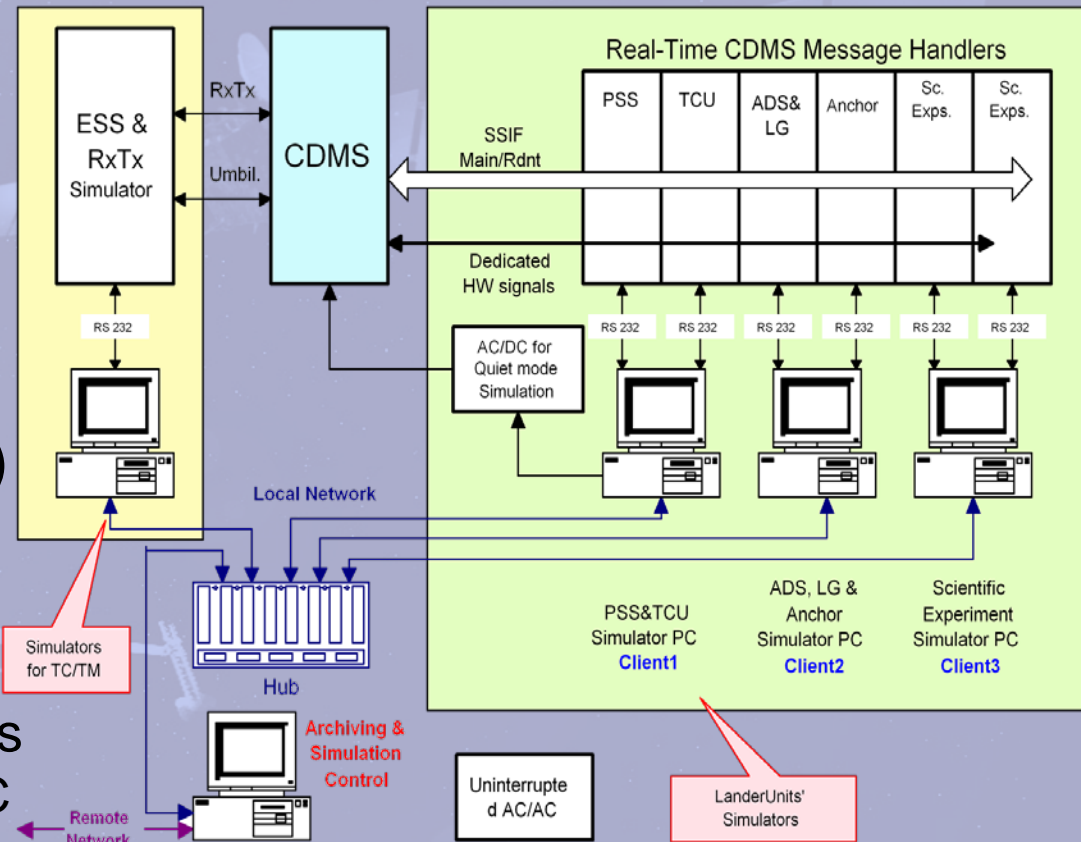 Real-Time CDMS Message Handlers
ESS &
RxTx
Simulator
RxTx
Umbil.
CDMS
SSIF
Main/Rdnt
Dedicated
HW signals
PSS
TCU
ADS&
LG
Anchor
Sc.
Exps.
Sc.
Exps.
RS 232
RS 232
RS 232
RS 232
RS 232
RS 232
RS 232
AC/DC for
Quiet mode
Simulation
)
Local Network
Simulators
for TC/TM
Hub
PSS&TCU
Simulator PC
Client1
ADS, LG &
Anchor
Simulator PC
Client2
Scientific
Experiment
Simulator PC
Client3
s
c
Archiving &
Simulation
Control
Remote
Network
Uninterrupte
d AC/AC
LanderUnits'
Simulators